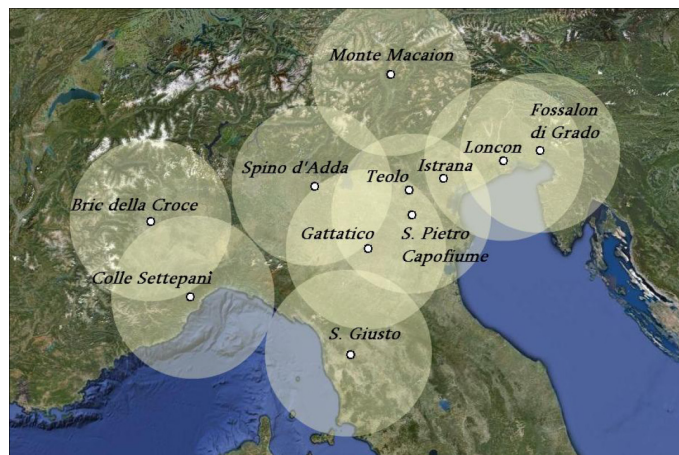 Monte Macaion
Fossalon
di Grado
Loncon
Istrana
Teolo
Spino d'Adda
Bric della Croce
Gattatico
S. Pietro
Capofiume
Colle Settepani
S. Giusto